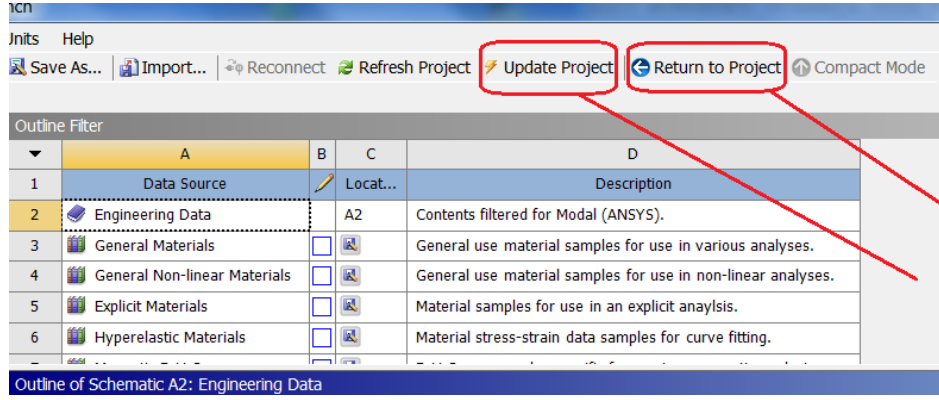 Units Help
Save As... Import... Reconnect Refresh Project Update Project Return to Project Compact Mode
Outline Filter
A B C D
1 Data Source Locat... Description
2 Engineering Data A2 Contents filtered for Modal (ANSYS).
3 General Materials General use material samples for use in various analyses.
4 General Non-linear Materials General use material samples for use in non-linear analyses.
5 Explicit Materials Material samples for use in an explicit anaylsis.
6 Hyperelastic Materials Material stress-strain data samples for curve fitting.
Outline of Schematic A2: Engineering Data